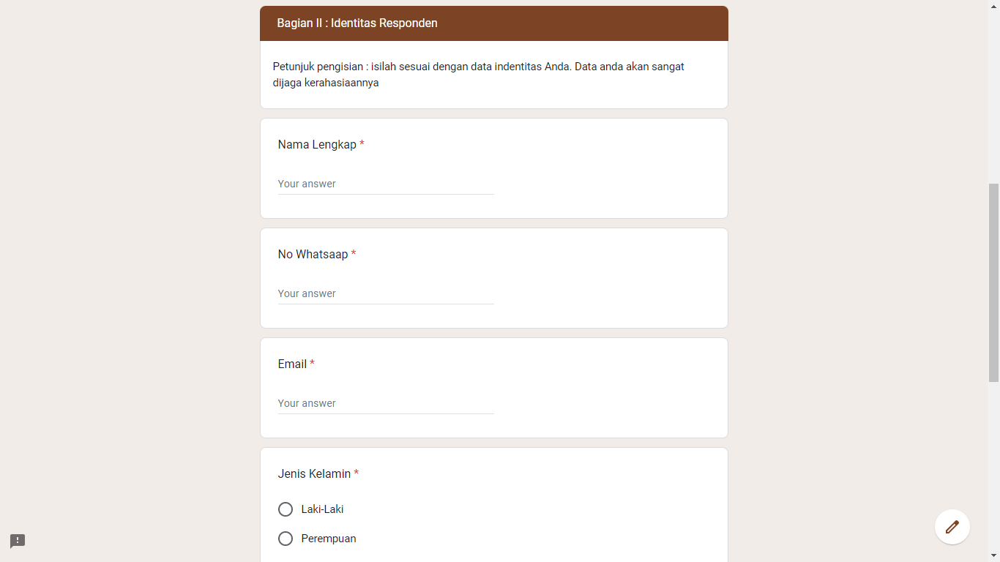 Bagian II : Identitas Responden
Petunjuk pengisian : isilah sesuai dengan data indentitas Anda. Data anda akan sangat
dijaga kerahasiaannya
Nama Lengkap *
Your answer
No Whatsaap *
Your answer
Email *
Your answer
Jenis Kelamin *
Laki-Laki
Perempuan